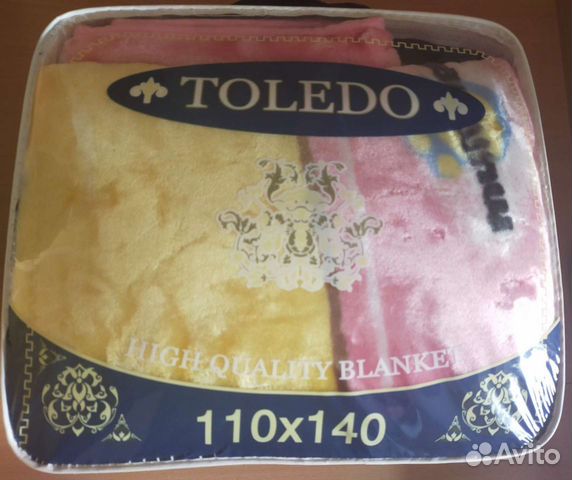 TOLEDO
HIGH QUALITY BLANKET
110x140
Avito